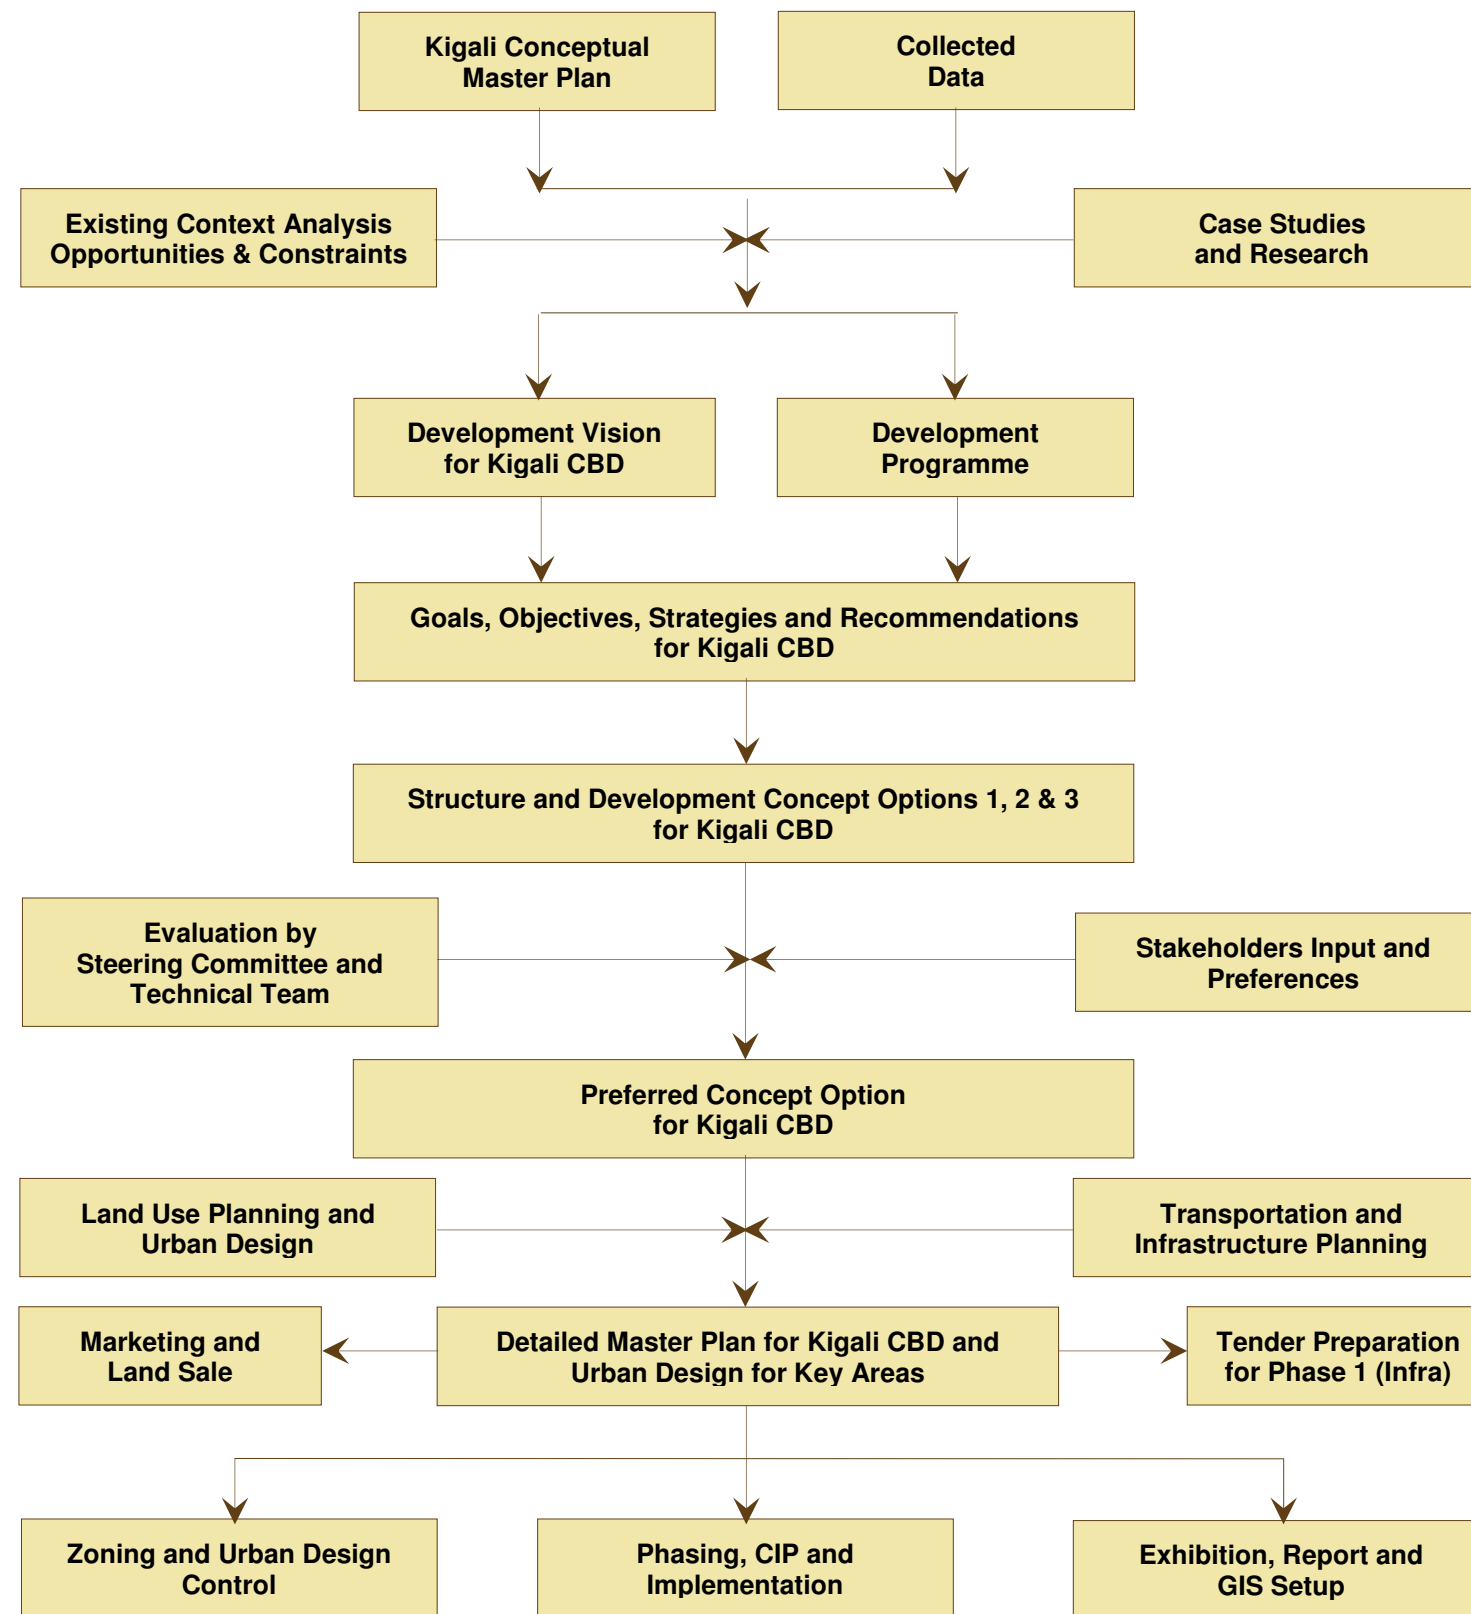 Kigali Conceptual
Master Plan
Collected
Data
Existing Context Analysis
Opportunities & Constraints
Case Studies
and Research
Development Vision
for Kigali CBD
Development
Programme
Goals, Objectives, Strategies and Recommendations
for Kigali CBD
Structure and Development Concept Options 1, 2 & 3
for Kigali CBD
Evaluation by
Steering Committee and
Technical Team
Stakeholders Input and
Preferences
Preferred Concept Option
for Kigali CBD
Land Use Planning and
Urban Design
Transportation and
Infrastructure Planning
Marketing and
Land Sale
Detailed Master Plan for Kigali CBD and
Urban Design for Key Areas
Tender Preparation
for Phase 1 (Infra)
Zoning and Urban Design
Control
Phasing, CIP and
Implementation
Exhibition, Report and
GIS Setup